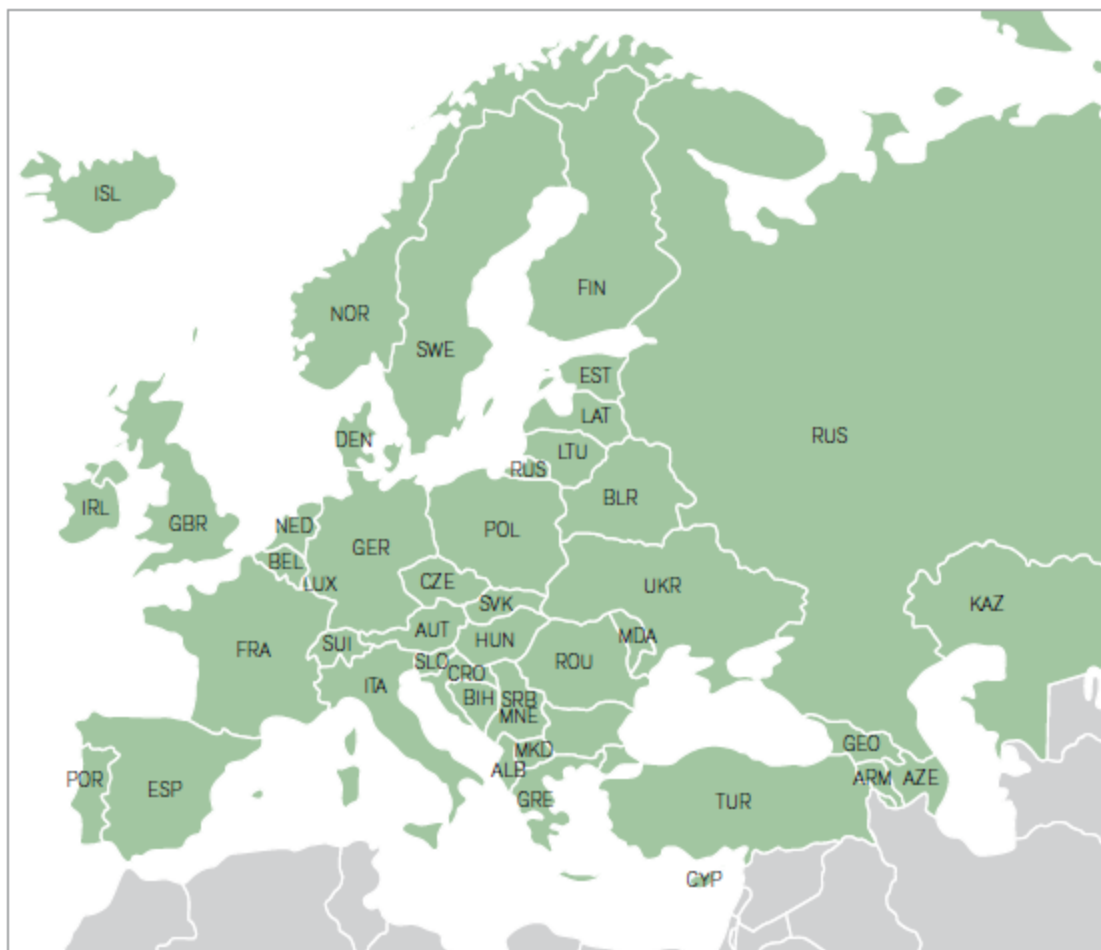 ISL
NOR
FIN
SWE
EST
LAT
DEN
RUS
LTU
RUS
BLR
IRL
GBR
NED
POL
GER
BEL
LUX
CZE
UKR
SVK
KAZ
AUT
HUN
MDA
FRA
SUI
SLO
CRO
ROU
ITA
BIH
SRB
MNE
GEO
MKD
ALB
POR
ESP
ARM
AZE
GRE
TUR
CYP